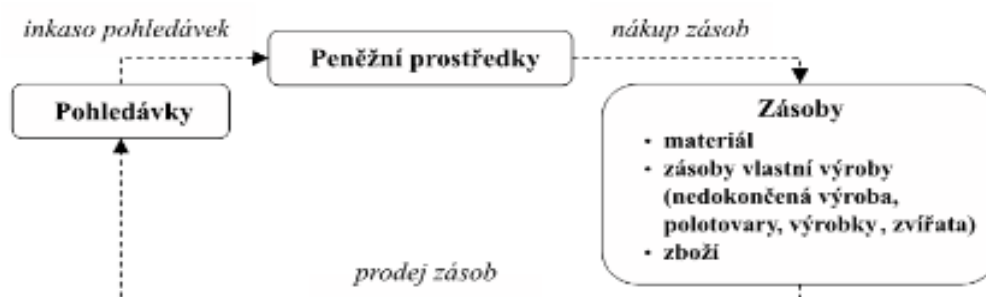 inkaso pohledávek
Peněžní prostředky
nákup zásob
Pohledávky
Zásoby
• materiál
• zásoby vlastní výroby
(nedokončená výroba,
polotovary, výrobky , zvířata)
• zboží
prodej zásob